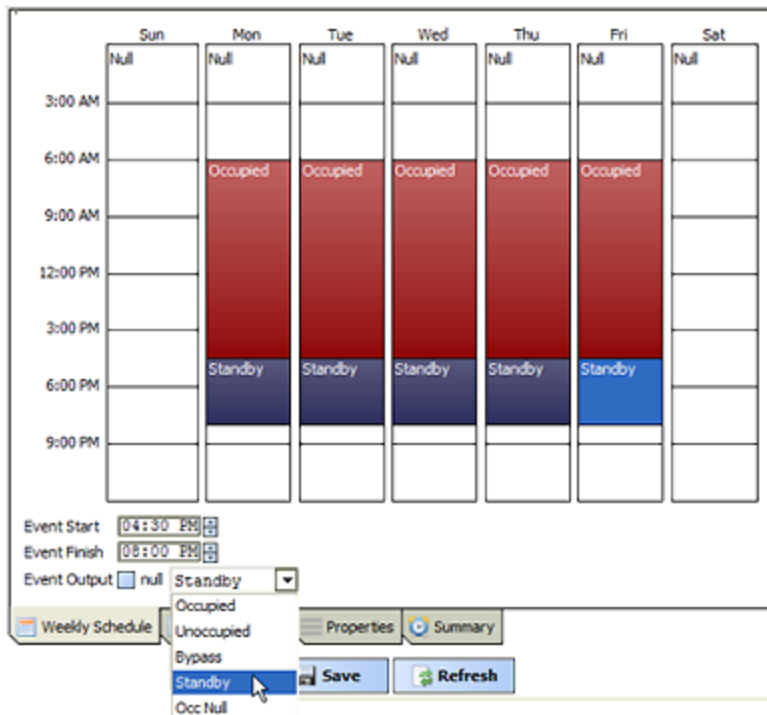 Sun Mon Tue Wed Thu Fri Sat
Null Null Null Null Null Null Null
3:00 AM
6:00 AM
Occupied Occupied Occupied Occupied Occupied
9:00 AM
12:00 PM
3:00 PM
Standby Standby Standby Standby Standby
6:00 PM
9:00 PM
Event Start 04:30 PM
Event Finish 08:00 PM
Event Output null Standby
Occupied
Weekly Schedule Unoccupied Properties Summary
Bypass
Standby Save Refresh
Occ Null